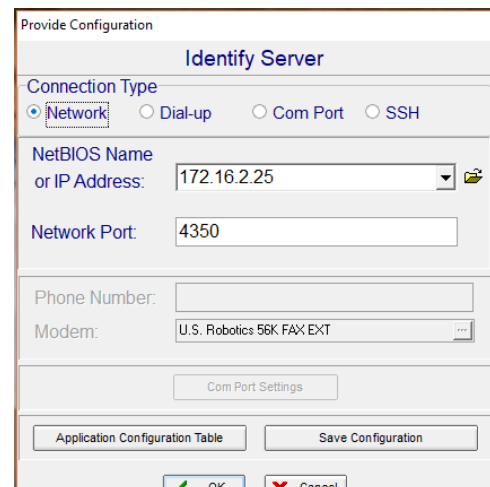 Provide Configuration
Identify Server
Connection Type
Network Dial-up Com Port SSH
NetBIOS Name
or IP Address: 172.16.2.25
Network Port: 4350
Phone Number:
Modem: U.S. Robotics 56K FAX EXT ...
Com Port Settings
Application Configuration Table Save Configuration
OK Cancel